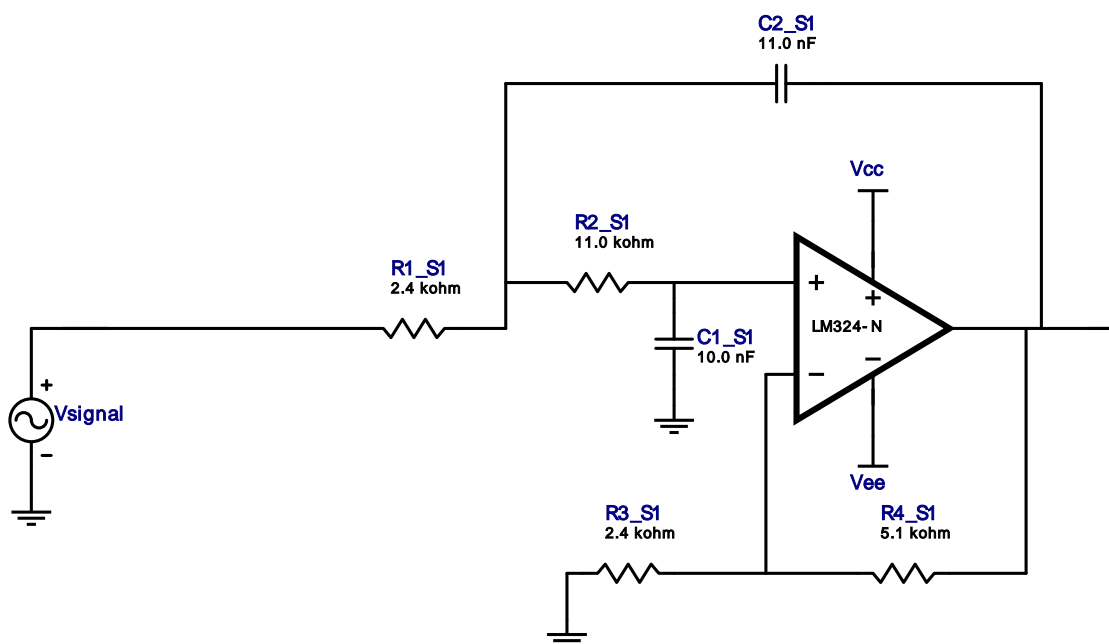 C2_S1
11.0 nF
Vcc
R2_S1
11.0 kohm
R1_S1
2.4 kohm
+
+
LM324-N
C1_S1
10.0 nF
−
−
+
Vsignal
−
Vee
R3_S1
2.4 kohm
R4_S1
5.1 kohm